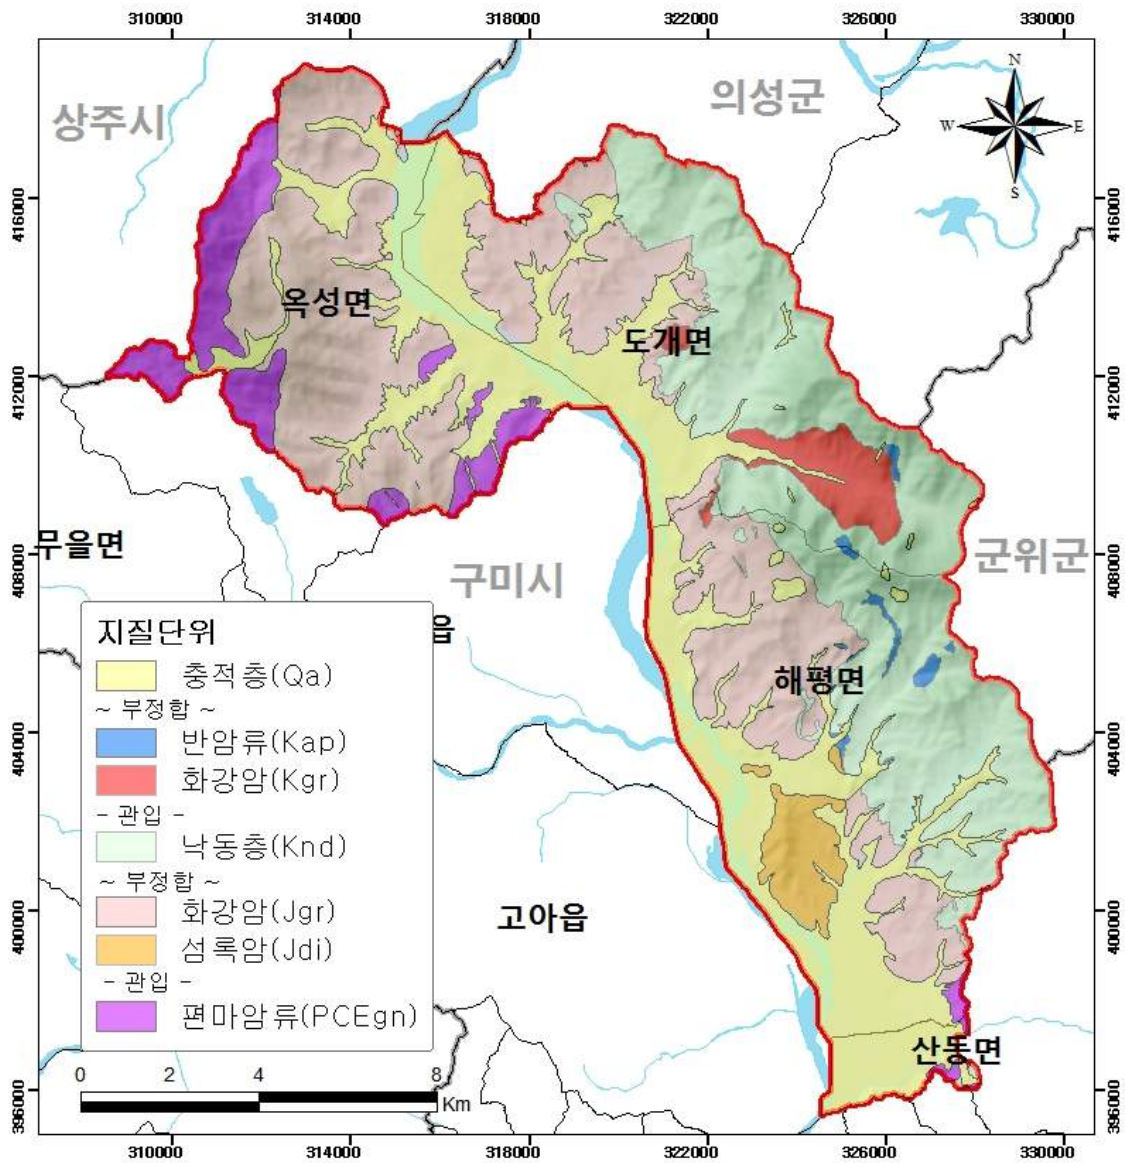 310000 314000 318000 322000 326000 330000
416000 416000
412000 412000
408000 408000
404000 404000
400000 400000
396000 396000
상주시
의성군
N
W E
S
옥성면
도개면
무을면
구미시
군위군
읍
해평면
고아읍
산동면
지질단위
충적층(Qa)
~ 부정합 ~
반암류(Kap)
화강암(Kgr)
- 관입 -
낙동층(Knd)
~ 부정합 ~
화강암(Jgr)
섬록암(Jdi)
- 관입 -
편마암류(PCEgn)
0 2 4 8
Km
310000 314000 318000 322000 326000 330000